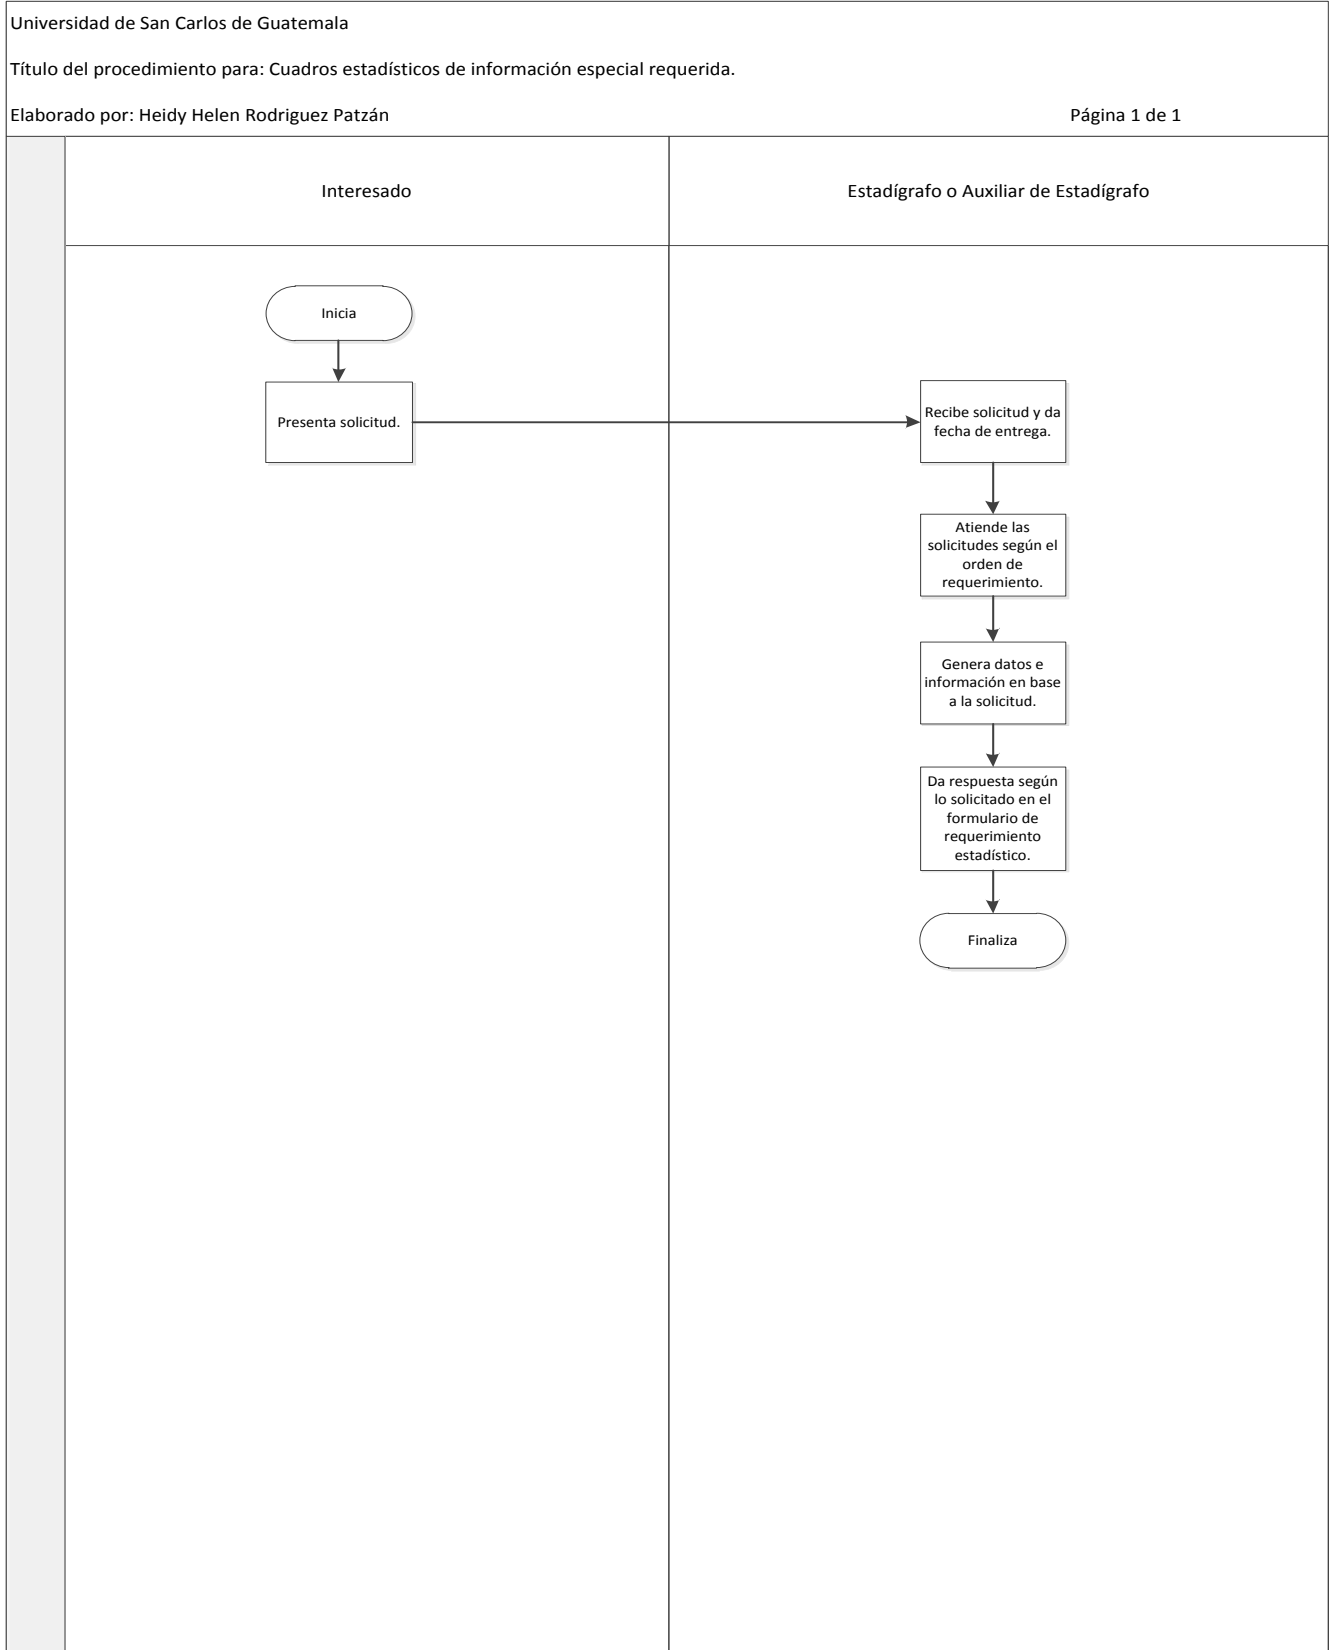 Universidad de San Carlos de Guatemala
Título del procedimiento para: Cuadros estadísticos de información especial requerida.
Elaborado por: Heidy Helen Rodriguez Patzán
Página 1 de 1
Interesado
Estadígrafo o Auxiliar de Estadígrafo
Inicia
Presenta solicitud.
Recibe solicitud y da
fecha de entrega.
Atiende las
solicitudes según el
orden de
requerimiento.
Genera datos e
información en base
a la solicitud.
Da respuesta según
lo solicitado en el
formulario de
requerimiento
estadístico.
Finaliza